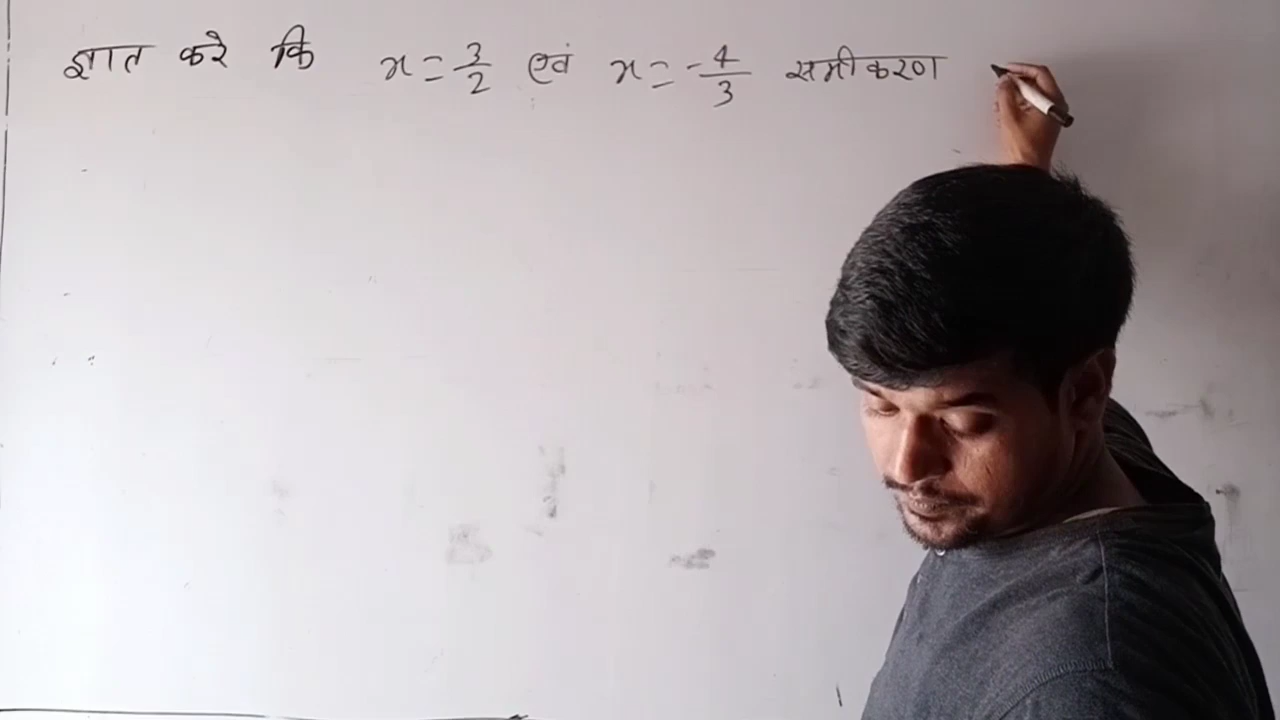 ज्ञात करे कि x = 3/2 एवं x = -4/3 समीकरण